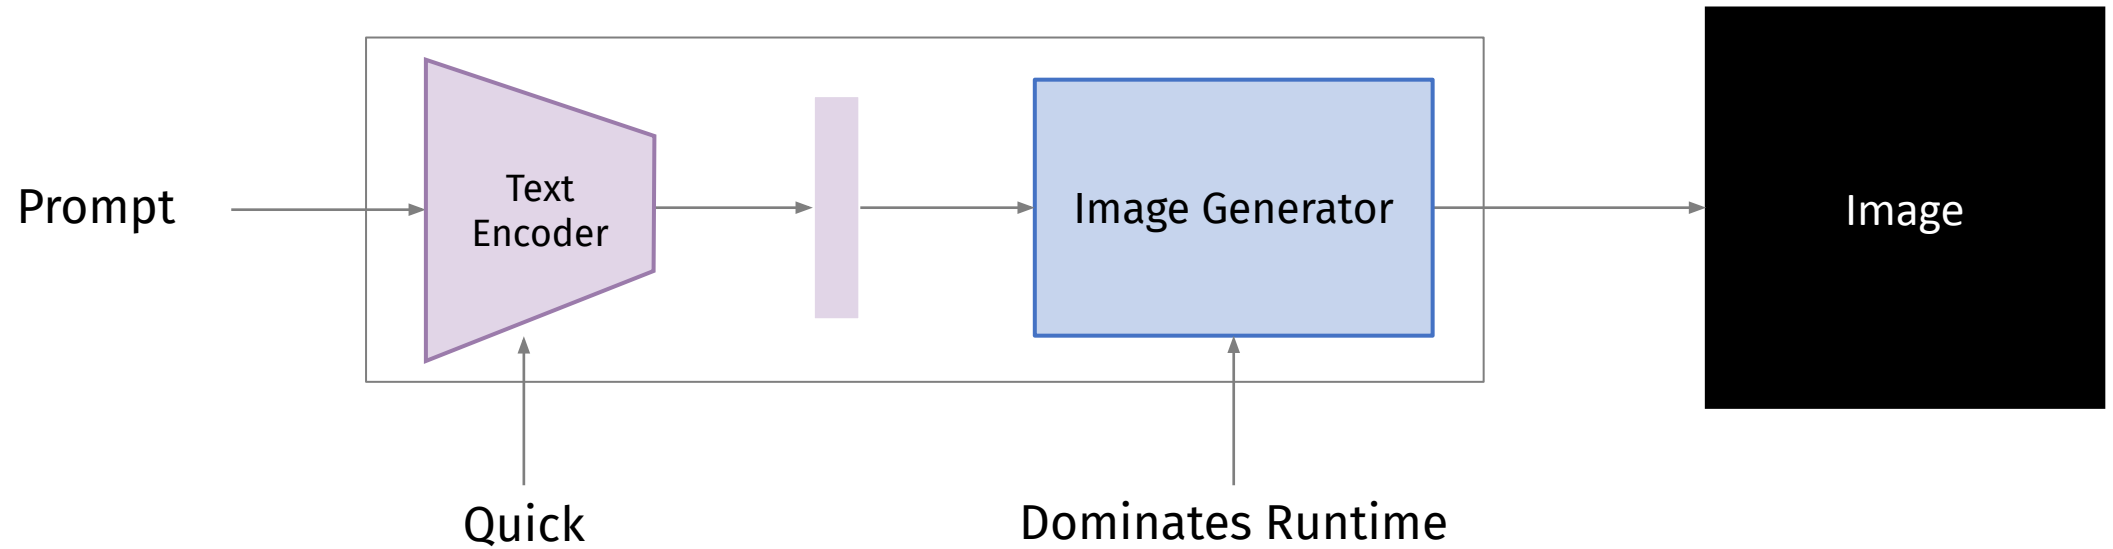 Prompt
Text
Encoder
Image Generator
Image
Quick
Dominates Runtime